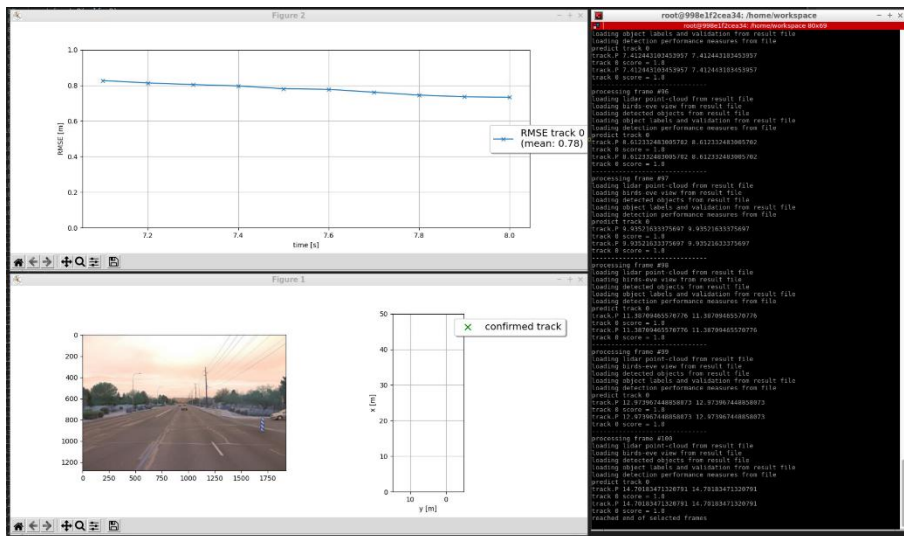 Figure 2
1.0
0.8
0.6
0.4
0.2
0.0
RMSE [m]
RMSE track 0
(mean: 0.78)
7.2
7.4
7.6
7.8
8.0
time [s]
Figure 1
0
200
400
600
800
1000
1200
0
250
500
750
1000
1250
1500
1750
50
40
30
20
10
0
x [m]
confirmed track
10
0
y [m]
root@998e1f2cea34: /home/workspace
root@998e1f2cea34: /home/workspace 80x69
loading object labels and validation from result file
loading detection performance measures from file
predict track 0
track.P 7.412443103453957 7.412443103453957
track 0 score = 1.0
track.P 7.412443103453957 7.412443103453957
track 0 score = 1.0
------------------------------
processing frame #96
loading lidar point-cloud from result file
loading birds-eye view from result file
loading detected objects from result file
loading object labels and validation from result file
loading detection performance measures from file
predict track 0
track.P 8.612332483005702 8.612332483005702
track 0 score = 1.0
track.P 8.612332483005702 8.612332483005702
track 0 score = 1.0
------------------------------
processing frame #97
loading lidar point-cloud from result file
loading birds-eye view from result file
loading detected objects from result file
loading object labels and validation from result file
loading detection performance measures from file
predict track 0
track.P 9.93521633375697 9.93521633375697
track 0 score = 1.0
track.P 9.93521633375697 9.93521633375697
track 0 score = 1.0
------------------------------
processing frame #98
loading lidar point-cloud from result file
loading birds-eye view from result file
loading detected objects from result file
loading object labels and validation from result file
loading detection performance measures from file
predict track 0
track.P 11.38709465570776 11.38709465570776
track 0 score = 1.0
track.P 11.38709465570776 11.38709465570776
track 0 score = 1.0
------------------------------
processing frame #99
loading lidar point-cloud from result file
loading birds-eye view from result file
loading detected objects from result file
loading object labels and validation from result file
loading detection performance measures from file
predict track 0
track.P 12.973967448858873 12.973967448858873
track 0 score = 1.0
track.P 12.973967448858873 12.973967448858873
track 0 score = 1.0
------------------------------
processing frame #100
loading lidar point-cloud from result file
loading birds-eye view from result file
loading detected objects from result file
loading object labels and validation from result file
loading detection performance measures from file
predict track 0
track.P 14.70183471320791 14.70183471320791
track 0 score = 1.0
track.P 14.70183471320791 14.70183471320791
track 0 score = 1.0
reached end of selected frames